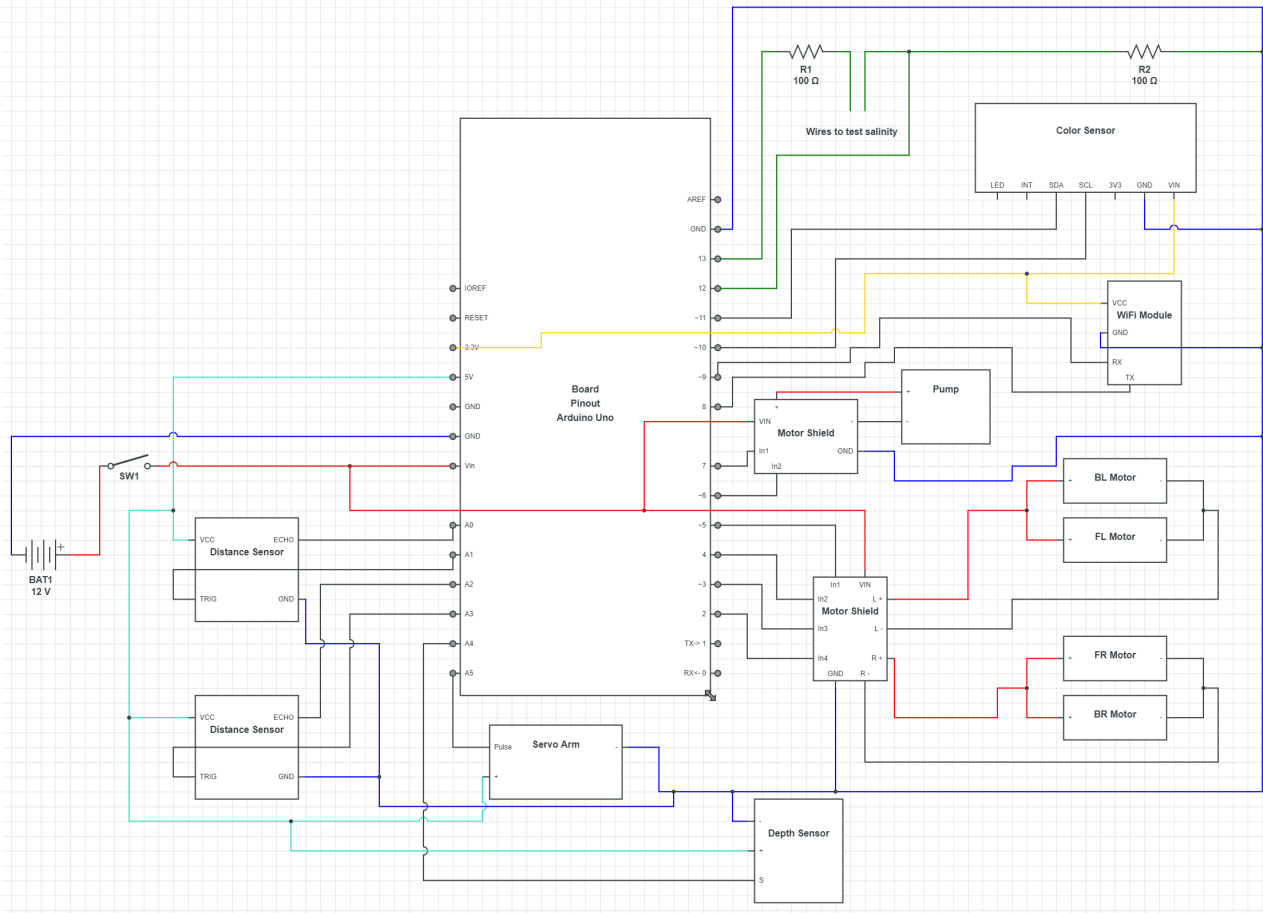 R1
100 Ω
R2
100 Ω
Wires to test salinity
Color Sensor
LED INT SDA SCL 3V3 GND VIN
AREF
GND
13
12
~11
~10
~9
8
7
~6
~5
4
~3
2
TX-> 1
RX<- 0
IOREF
RESET
3.3V
5V
GND
GND
Vin
A0
A1
A2
A3
A4
A5
Board
Pinout
Arduino Uno
VCC
WiFi Module
GND
RX
TX
+ Pump
-
+
VIN -
Motor Shield
In1 GND
In2
SW1
+
BAT1
12 V
VCC ECHO
Distance Sensor
TRIG GND
VCC ECHO
Distance Sensor
TRIG GND
In1 VIN
In2 L +
Motor Shield
In3 L -
In4 R +
GND R -
+ BL Motor -
+ FL Motor -
+ FR Motor -
+ BR Motor -
Pulse Servo Arm -
+
-
Depth Sensor
+
S